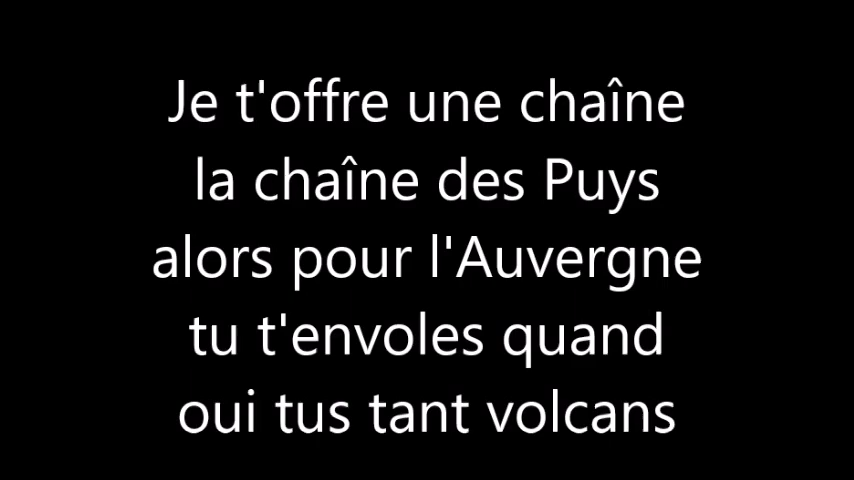 Je t'offre une chaîne
la chaîne des Puys
alors pour l'Auvergne
tu t'envoles quand
oui tus tant volcans